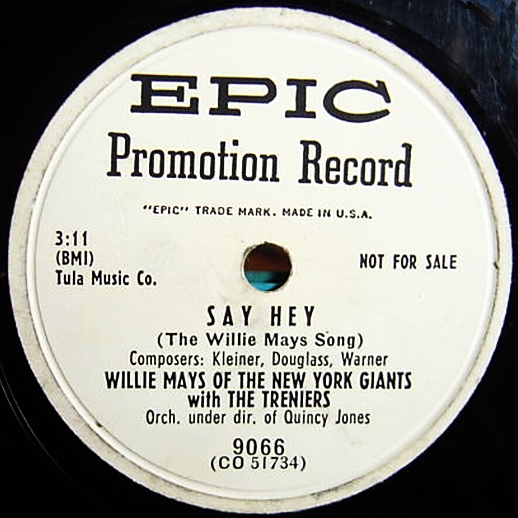 EPIC
Promotion Record
"EPIC" TRADE MARK. MADE IN U.S.A.
3:11
(BMI)
Tula Music Co.
NOT FOR SALE
SAY HEY
(The Willie Mays Song)
Composers: Kleiner, Douglass, Warner
WILLIE MAYS OF THE NEW YORK GIANTS
with THE TRENIERS
Orch. under dir. of Quincy Jones
9066
(CO 51734)